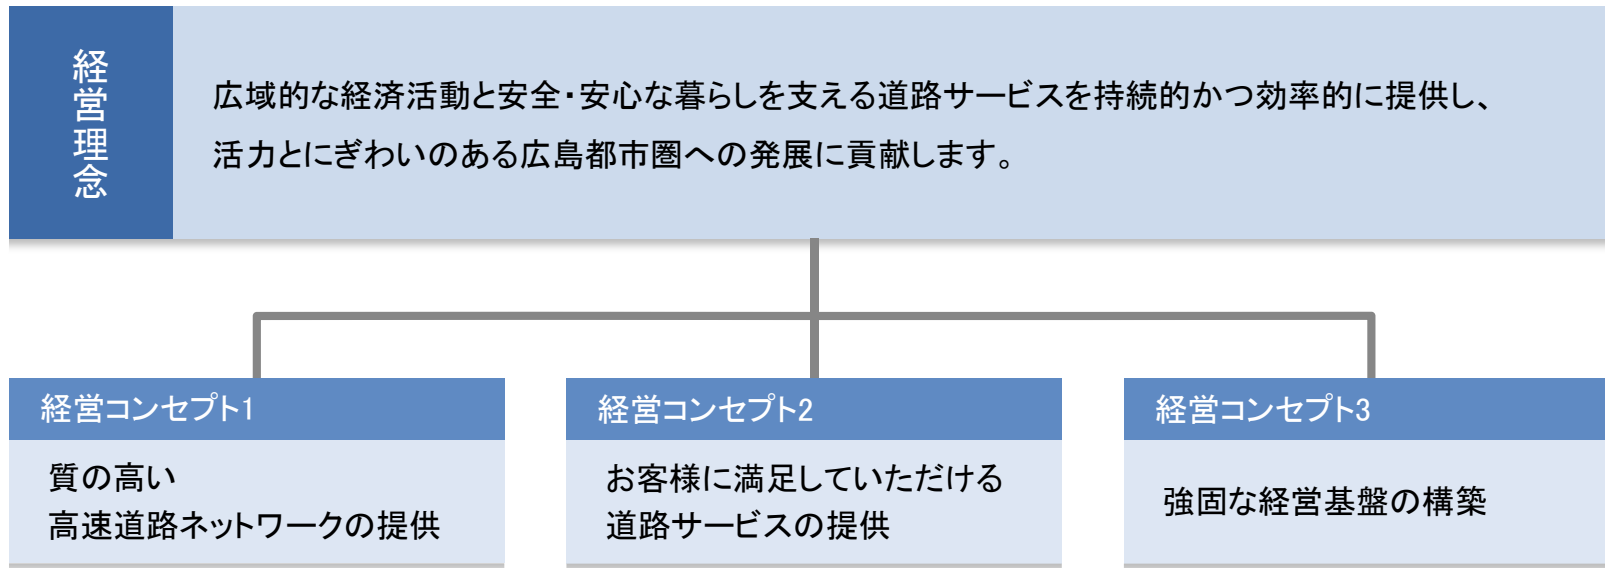 経営理念
広域的な経済活動と安全・安心な暮らしを支える道路サービスを持続的かつ効率的に提供し、
活力とにぎわいのある広島都市圏への発展に貢献します。
経営コンセプト1
質の高い
高速道路ネットワークの提供
経営コンセプト2
お客様に満足していただける
道路サービスの提供
経営コンセプト3
強固な経営基盤の構築